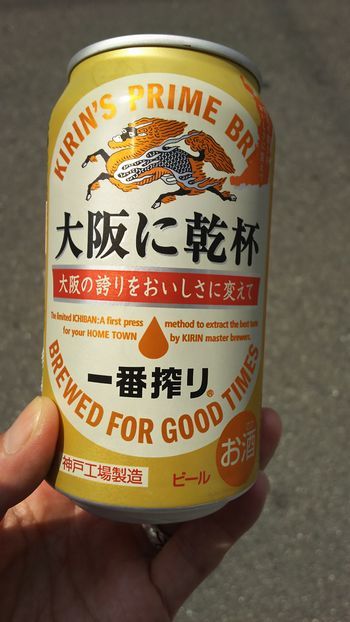 KIRIN'S PRIME BR
大阪に乾杯
大阪の誇りをおいしさに変えて
The limited ICHIBAN: A first press method to extract the best taste
for your HOME TOWN by KIRIN master brewers.
一番搾り®
BREWED FOR GOOD TIMES
お酒
神戸工場製造
ビール